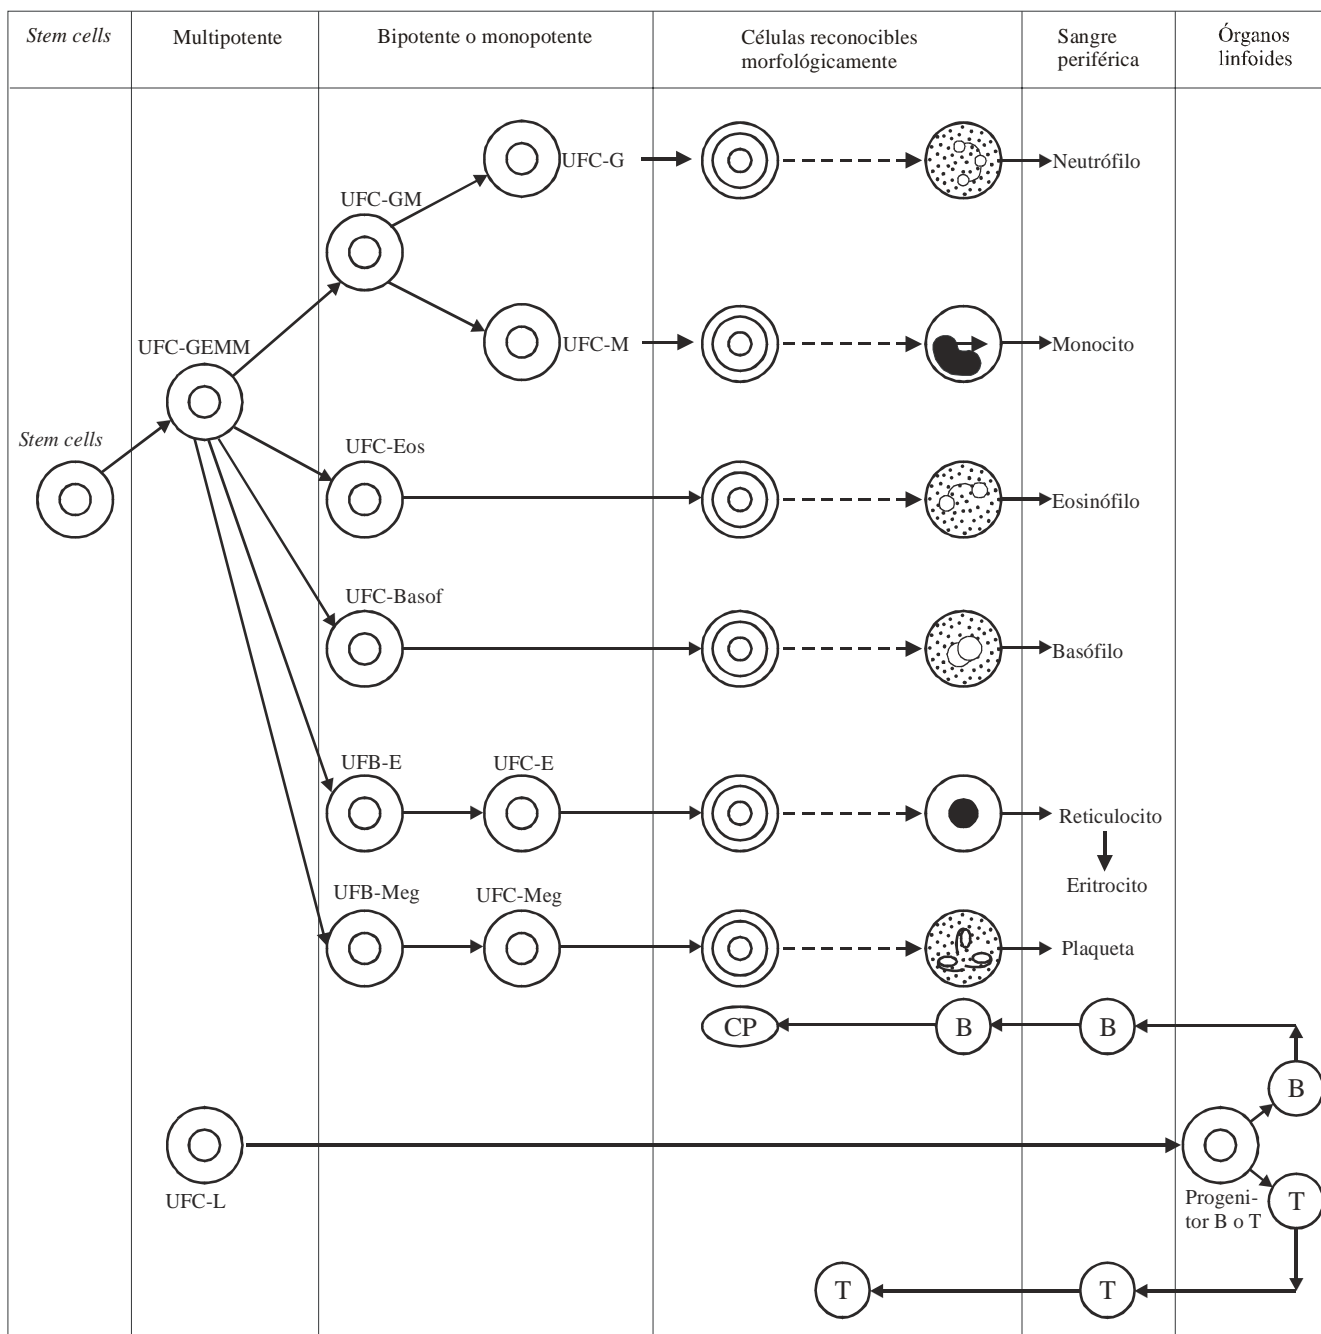 Stem cells
Multipotente
Bipotente o monopotente
Células reconocibles
morfológicamente
Sangre
periférica
Órganos
linfoides
UFC-G
Neutrófilo
UFC-GM
UFC-M
Monocito
UFC-GEMM
Stem cells
UFC-Eos
Eosinófilo
UFC-Basof
Basófilo
UFB-E
UFC-E
Reticulocito
Eritrocito
UFB-Meg
UFC-Meg
Plaqueta
CP
B
B
B
UFC-L
Progeni-
tor B o T
T
T
T